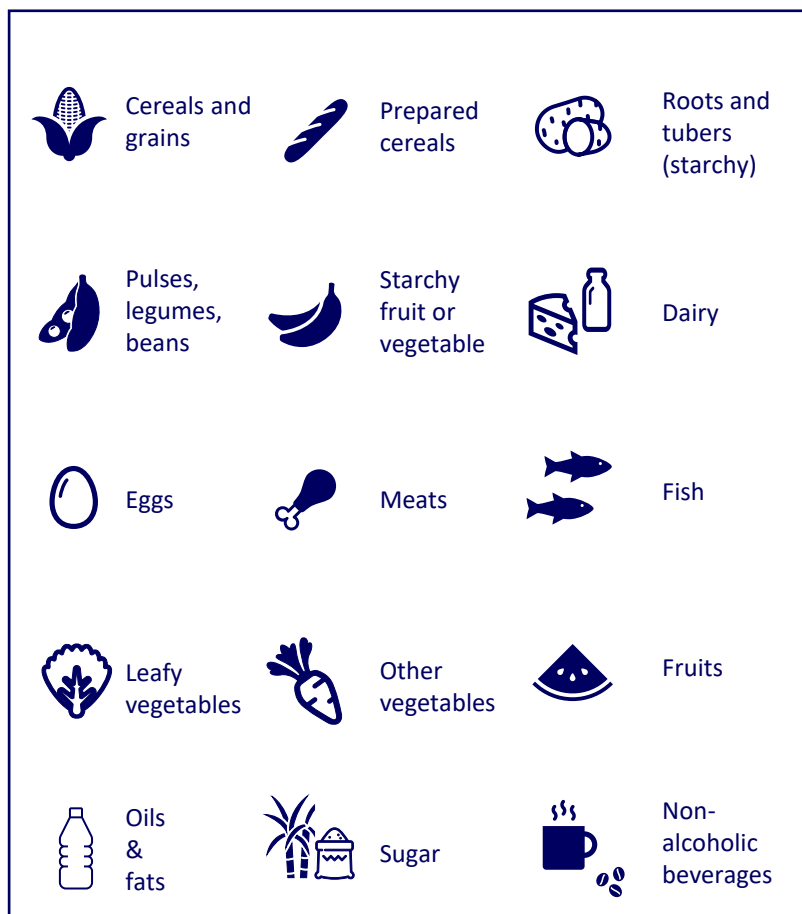 Cereals and
grains
Prepared
cereals
Roots and
tubers
(starchy)
Pulses,
legumes,
beans
Starchy
fruit or
vegetable
Dairy
Eggs
Meats
Fish
Leafy
vegetables
Other
vegetables
Fruits
Oils
&
fats
Sugar
Non-
alcoholic
beverages